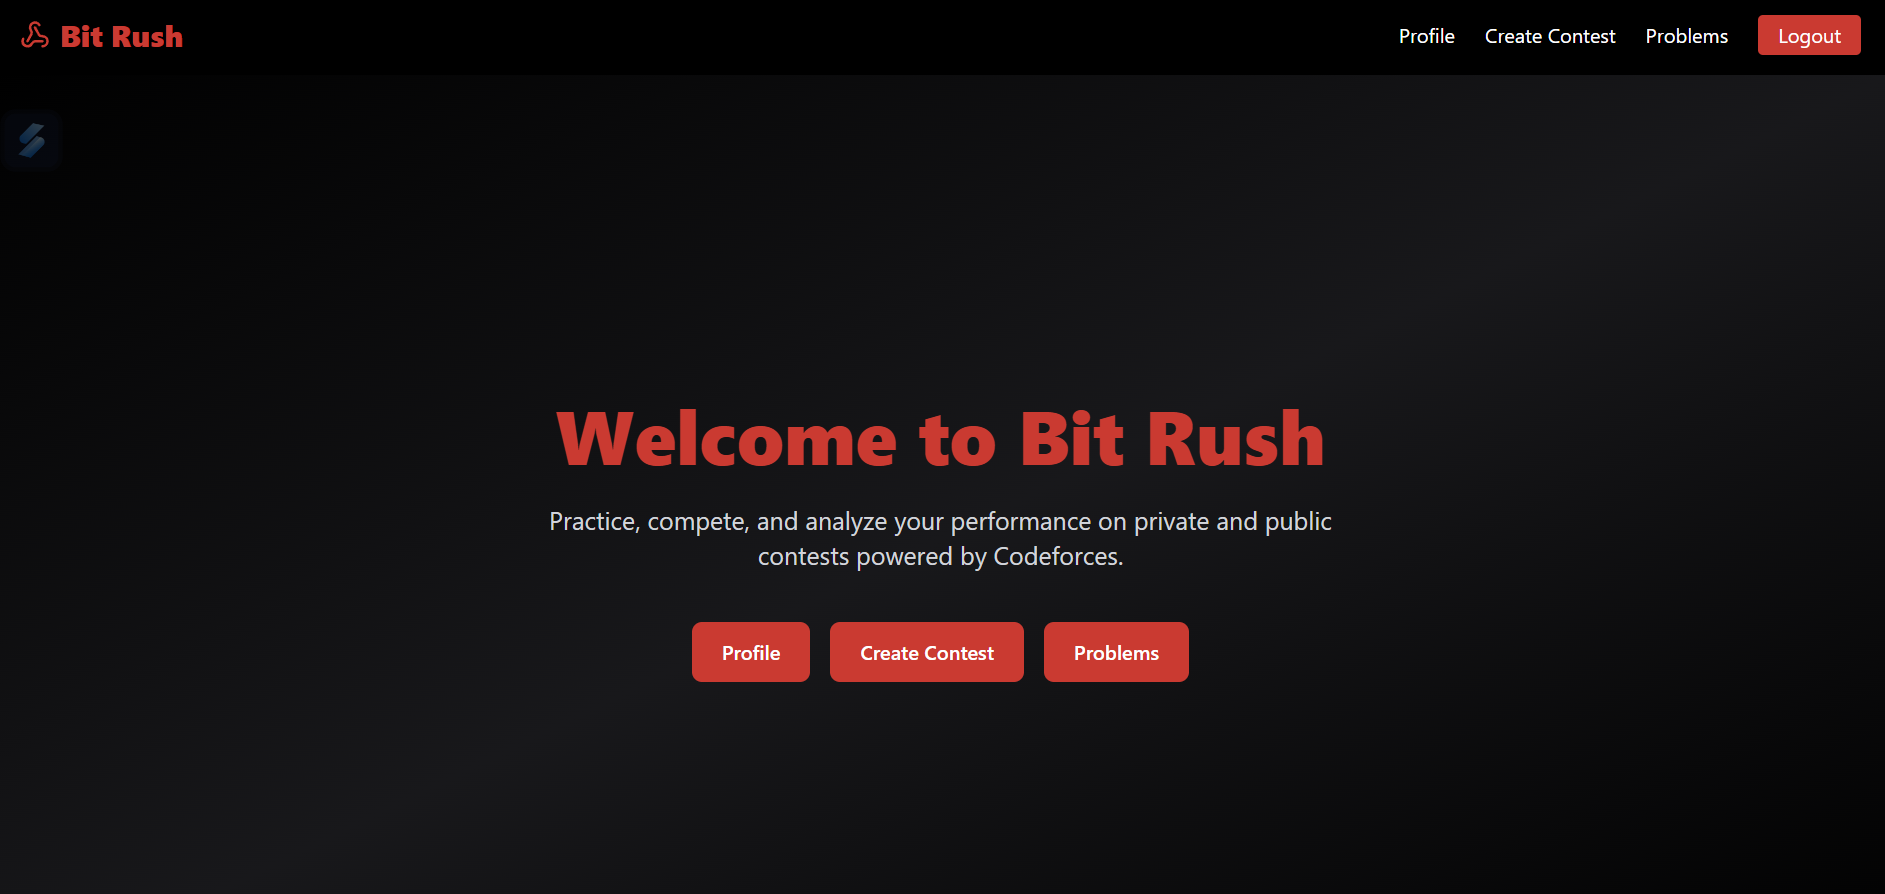 Bit Rush
Profile Create Contest Problems Logout
Welcome to Bit Rush
Practice, compete, and analyze your performance on private and public
contests powered by Codeforces.
Profile Create Contest Problems